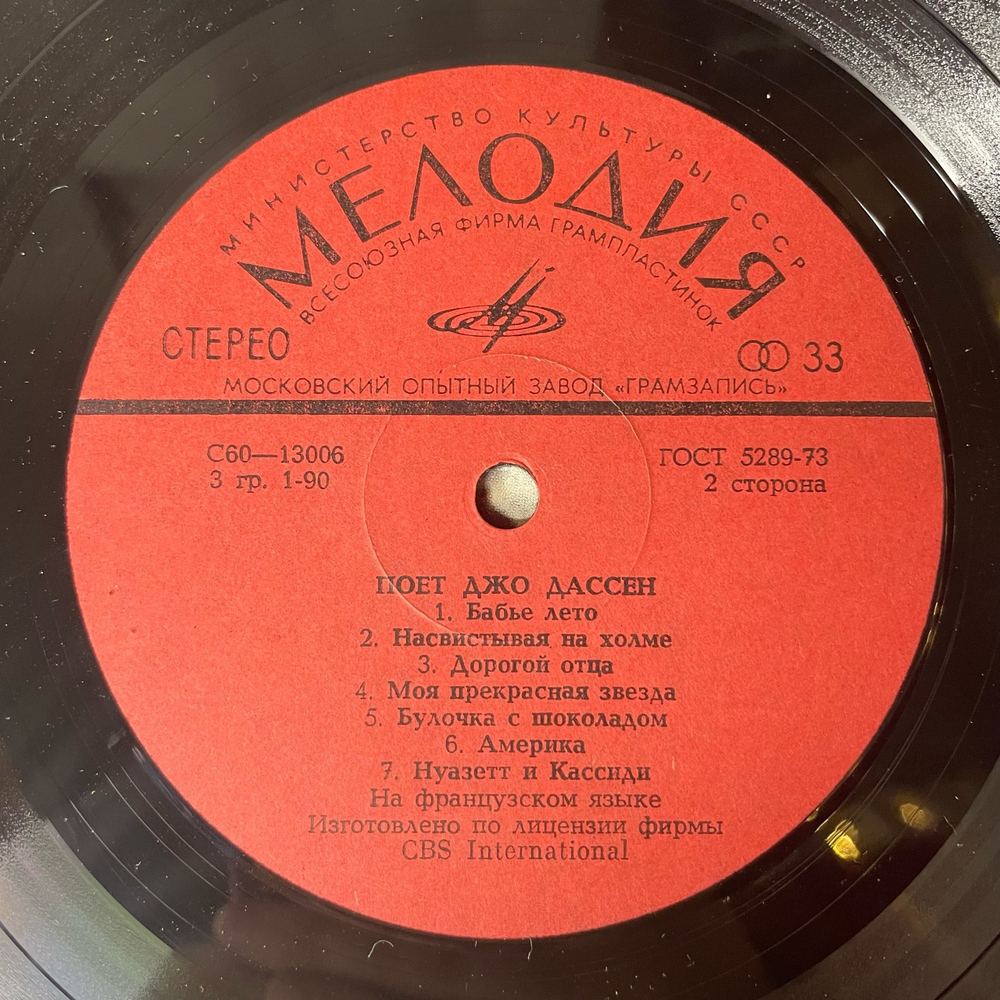 МИНИСТЕРСТВО КУЛЬТУРЫ СССР
МЕЛОДИЯ
ВСЕСОЮЗНАЯ ФИРМА ГРАМПЛАСТИНОК
СТЕРЕО
33
МОСКОВСКИЙ ОПЫТНЫЙ ЗАВОД «ГРАМЗАПИСЬ»
С60—13006
ГОСТ 5289-73
3 гр. 1-90
2 сторона
ПОЕТ ДЖО ДАССЕН
1. Бабье лето
2. Насвистывая на холме
3. Дорогой отца
4. Моя прекрасная звезда
5. Булочка с шоколадом
6. Америка
7. Нуазетт и Кассиди
На французском языке
Изготовлено по лицензии фирмы
CBS International